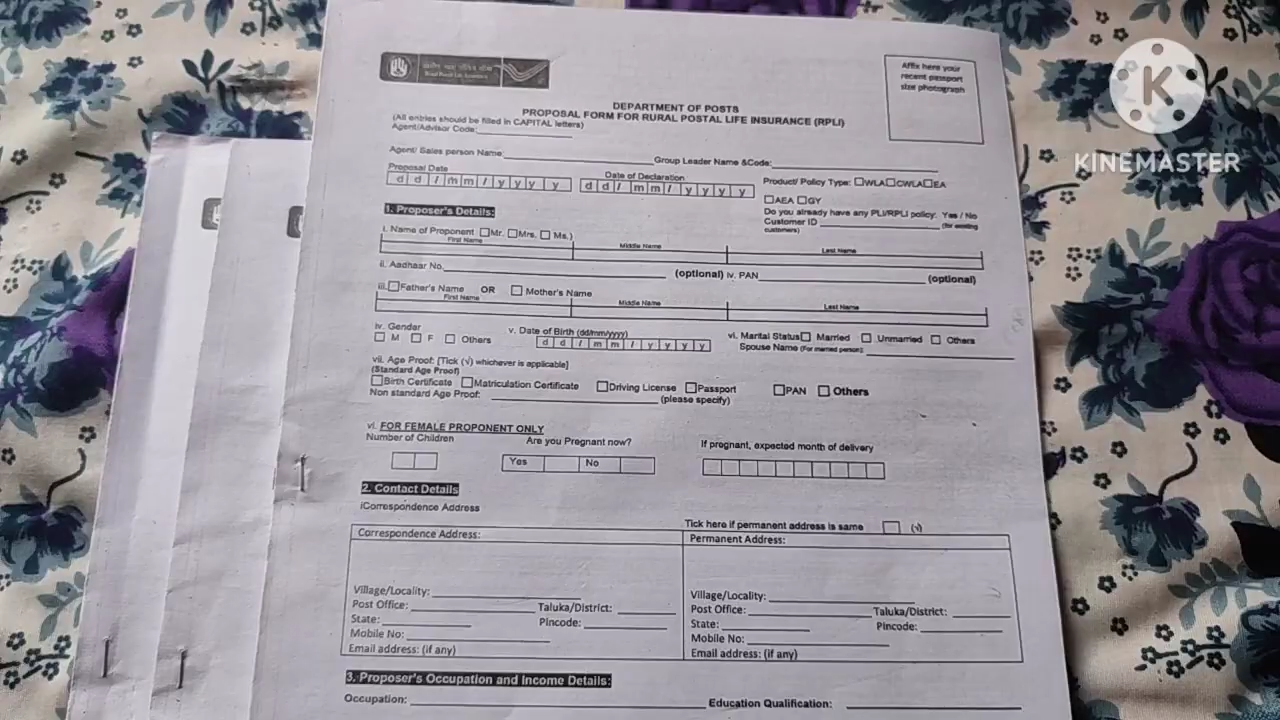 Affix here your
recent passport
size photograph
K
KINEMASTER
DEPARTMENT OF POSTS
PROPOSAL FORM FOR RURAL POSTAL LIFE INSURANCE (RPLI)
(All entries should be filled in CAPITAL letters)
Agent/Advisor Code:
Agent/ Sales person Name: Group Leader Name &Code:
Proposal Date Date of Declaration Product/ Policy Type: WLA CWLA EA
d d / m m / y y y y d d / m m / y y y y
AEA GY
1. Proposer's Details: Do you already have any PLI/RPLI policy: Yes / No
Customer ID (for existing
customers)
i. Name of Proponent Mr. Mrs. Ms.)
First Name Middle Name Last Name
ii. Aadhaar No. (optional) iv. PAN (optional)
iii. Father's Name OR Mother's Name
First Name Middle Name Last Name
iv. Gender v. Date of Birth (dd/mm/yyyy) vi. Marital Status Married Unmarried Others
M F Others d d / m m / y y y y Spouse Name (For married person):
vii. Age Proof: [Tick (√) whichever is applicable]
(Standard Age Proof)
Birth Certificate Matriculation Certificate Driving License Passport PAN Others
Non standard Age Proof: (please specify)
vi. FOR FEMALE PROPONENT ONLY
Number of Children Are you Pregnant now? If pregnant, expected month of delivery
Yes No
2. Contact Details
iCorrespondence Address
Tick here if permanent address is same (√)
Correspondence Address: Permanent Address:
Village/Locality: Village/Locality:
Post Office: Taluka/District: Post Office: Taluka/District:
State: Pincode: State: Pincode:
Mobile No: Mobile No:
Email address: (if any) Email address: (if any)
3. Proposer's Occupation and Income Details:
Occupation: Education Qualification: